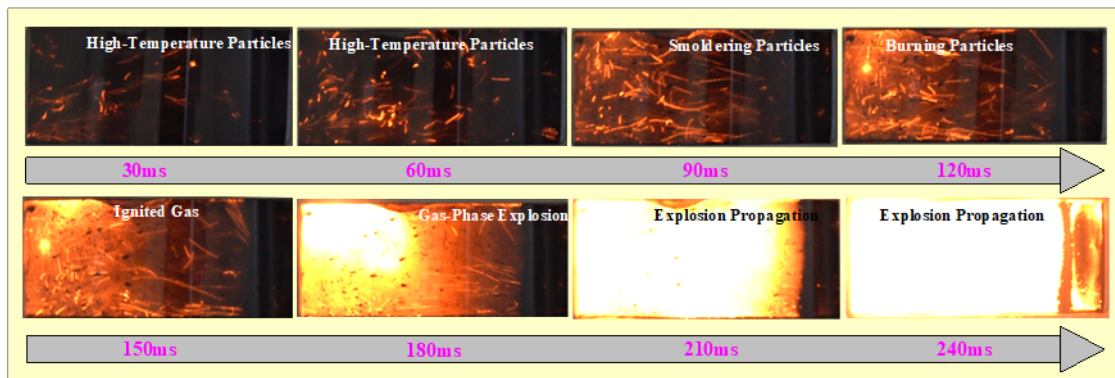 High-Temperature Particles
High-Temperature Particles
Smoldering Particles
Burning Particles
30ms
60ms
90ms
120ms
Ignited Gas
Gas-Phase Explosion
Explosion Propagation
Explosion Propagation
150ms
180ms
210ms
240ms